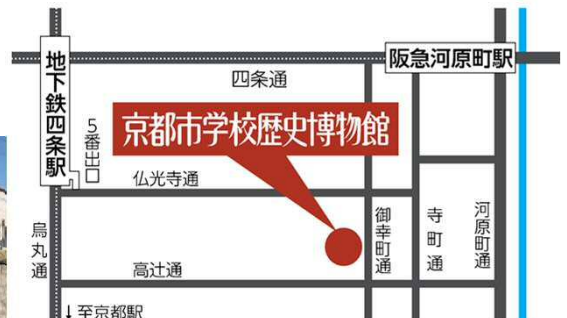 地下鉄四条駅
阪急河原町駅
四条通
5番出口
京都市学校歴史博物館
仏光寺通
烏丸通
御幸町通
寺町通
河原町通
高辻通
↓至京都駅